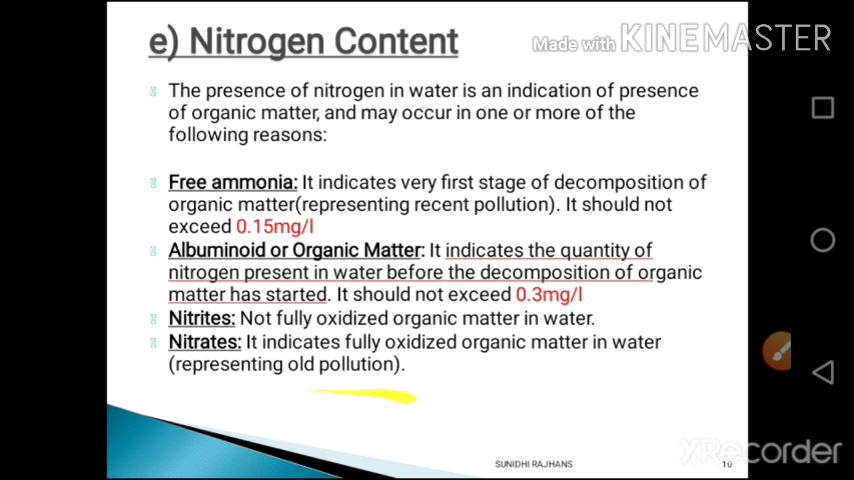 e) Nitrogen Content
Made with KINEMASTER
The presence of nitrogen in water is an indication of presence
of organic matter, and may occur in one or more of the
following reasons:
Free ammonia: It indicates very first stage of decomposition of
organic matter(representing recent pollution). It should not
exceed 0.15mg/l
Albuminoid or Organic Matter: It indicates the quantity of
nitrogen present in water before the decomposition of organic
matter has started. It should not exceed 0.3mg/l
Nitrites: Not fully oxidized organic matter in water.
Nitrates: It indicates fully oxidized organic matter in water
(representing old pollution).
SUNIDHI RAJHANS
10
XRecorder